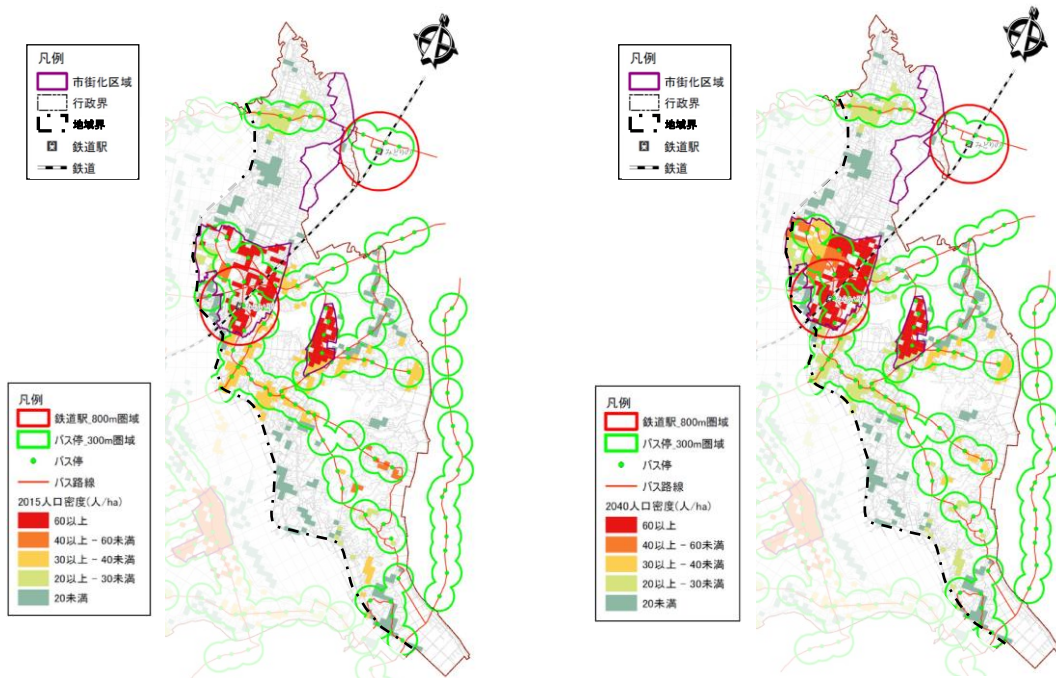 凡例
市街化区域
行政界
地域界
鉄道駅
鉄道
凡例
鉄道駅_800m圏域
バス停_300m圏域
バス停
バス路線
2015人口密度(人/ha)
60以上
40以上 - 60未満
30以上 - 40未満
20以上 - 30未満
20未満
凡例
市街化区域
行政界
地域界
鉄道駅
鉄道
凡例
鉄道駅_800m圏域
バス停_300m圏域
バス停
バス路線
2040人口密度(人/ha)
60以上
40以上 - 60未満
30以上 - 40未満
20以上 - 30未満
20未満